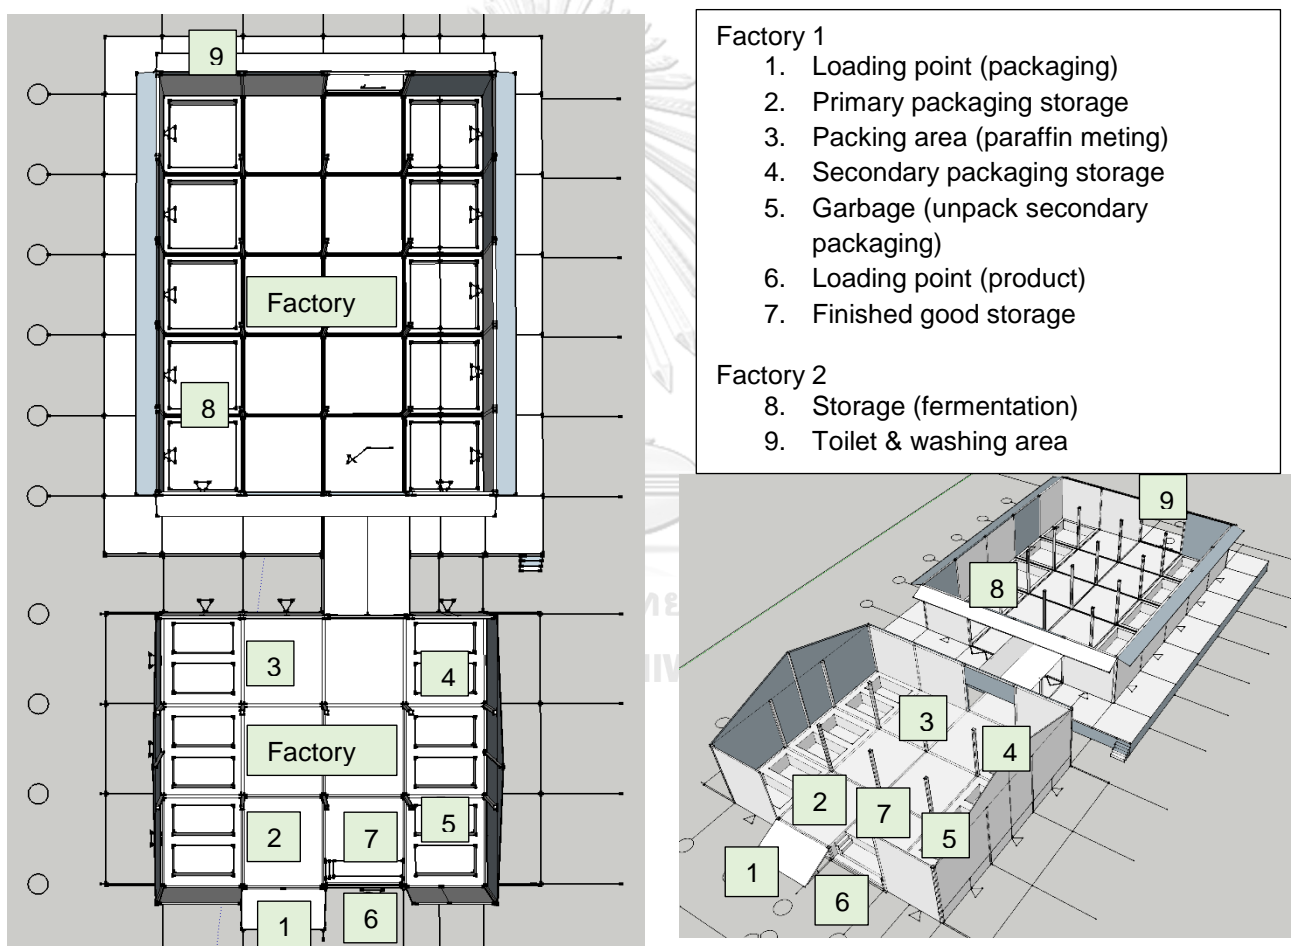 9
Factory
8
3
4
Factory
2
7
5
1
6
Factory 1
1. Loading point (packaging)
2. Primary packaging storage
3. Packing area (paraffin meting)
4. Secondary packaging storage
5. Garbage (unpack secondary
packaging)
6. Loading point (product)
7. Finished good storage
Factory 2
8. Storage (fermentation)
9. Toilet & washing area
9
8
3
4
2
7
5
1
6